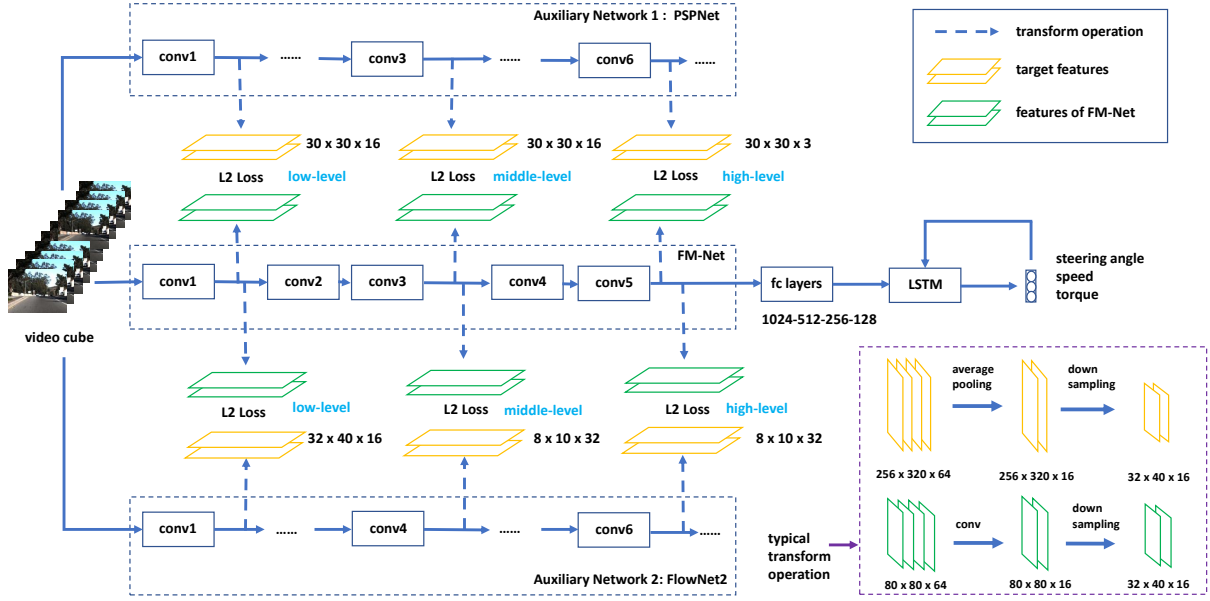 Auxiliary Network 1 : PSPNet
conv1
......
conv3
......
conv6
......
transform operation
target features
features of FM-Net
30 x 30 x 16
30 x 30 x 16
30 x 30 x 3
L2 Loss
low-level
L2 Loss
middle-level
L2 Loss
high-level
FM-Net
conv1
conv2
conv3
conv4
conv5
fc layers
1024-512-256-128
LSTM
steering angle
speed
torque
video cube
L2 Loss
low-level
L2 Loss
middle-level
L2 Loss
high-level
32 x 40 x 16
8 x 10 x 32
8 x 10 x 32
conv1
......
conv4
......
conv6
......
Auxiliary Network 2: FlowNet2
average
pooling
down
sampling
256 x 320 x 64
256 x 320 x 16
32 x 40 x 16
conv
down
sampling
80 x 80 x 64
80 x 80 x 16
32 x 40 x 16
typical
transform
operation